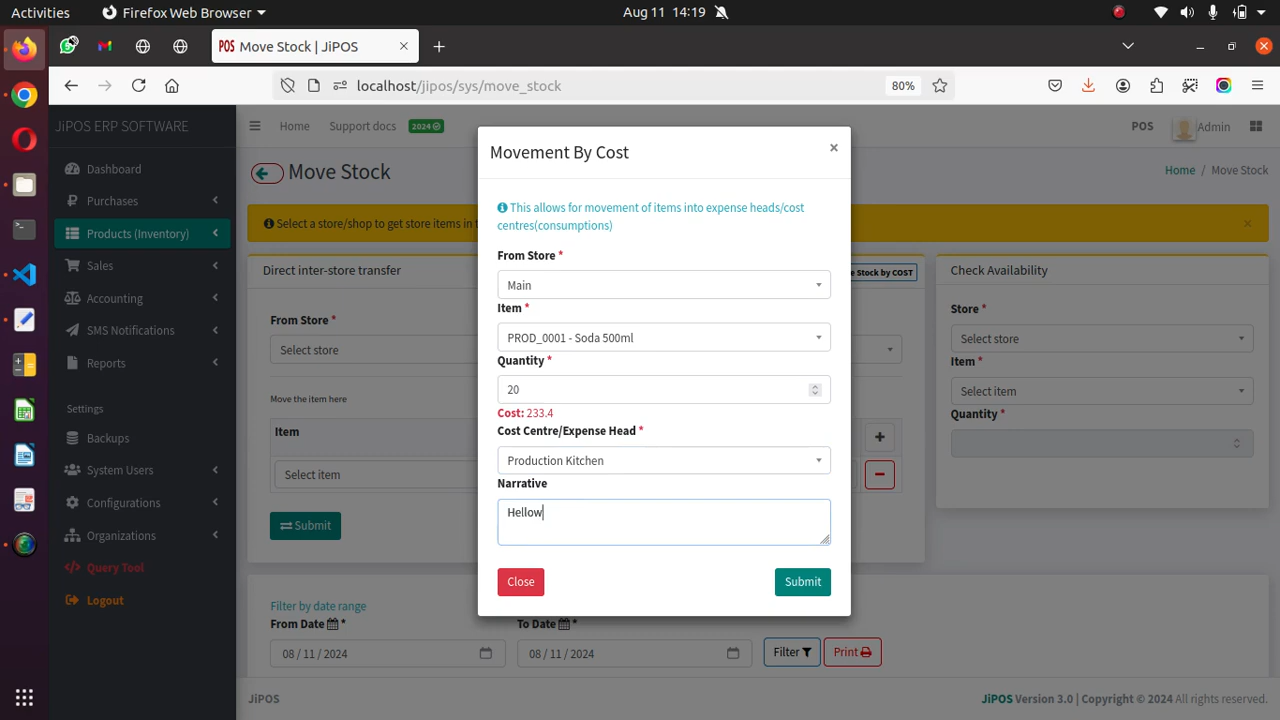 Activities
Firefox Web Browser
Aug 11 14:19
POS Move Stock | JiPOS
localhost/jipos/sys/move_stock
80%
JiPOS ERP SOFTWARE
Home
Support docs
2024
POS
Admin
Dashboard
Purchases
Products (Inventory)
Sales
Accounting
SMS Notifications
Reports
Settings
Backups
System Users
Configurations
Organizations
Query Tool
Logout
Move Stock
Home / Move Stock
Select a store/shop to get store items in t
Direct inter-store transfer
e Stock by COST
From Store *
Select store
Move the item here
Item
Select item
Submit
Movement By Cost
×
This allows for movement of items into expense heads/cost
centres(consumptions)
From Store *
Main
Item *
PROD_0001 - Soda 500ml
Quantity *
20
Cost: 233.4
Cost Centre/Expense Head *
Production Kitchen
Narrative
Hellow
Close
Submit
Check Availability
Store *
Select store
Item *
Select item
Quantity *
Filter by date range
From Date *
08 / 11 / 2024
To Date *
08 / 11 / 2024
Filter
Print
JiPOS
JiPOS Version 3.0 | Copyright © 2024 All rights reserved.